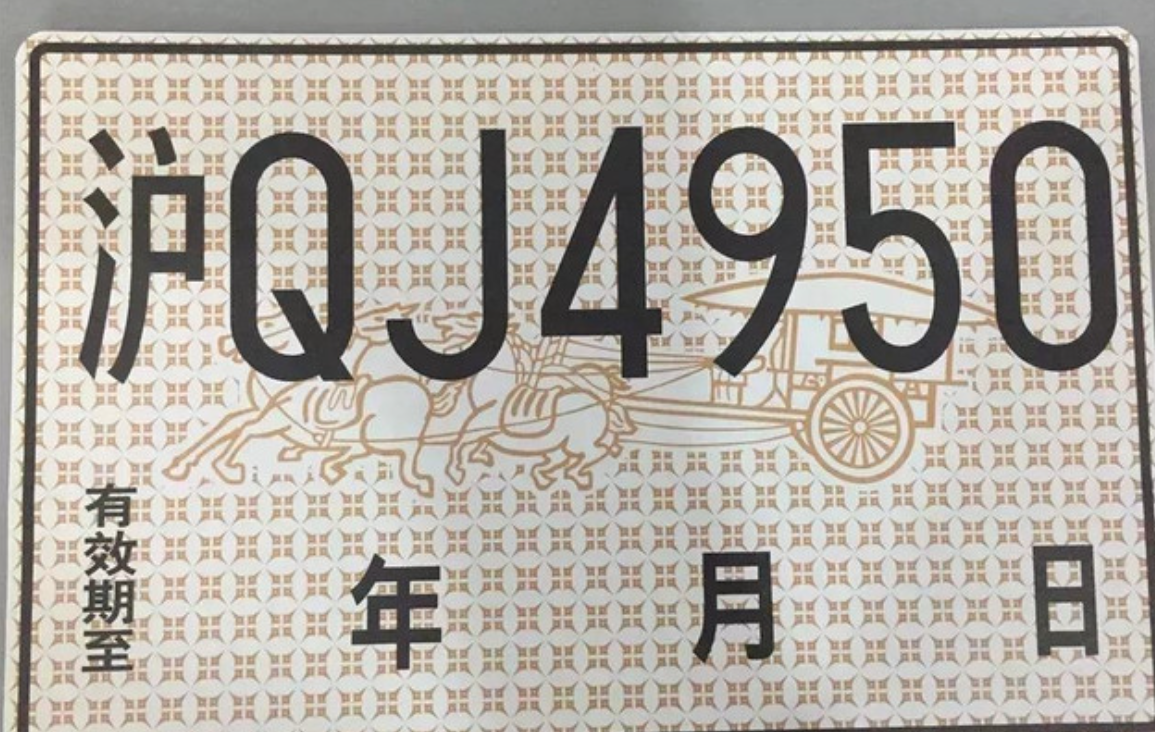 沪QJ4950
有效期至
年 月 日